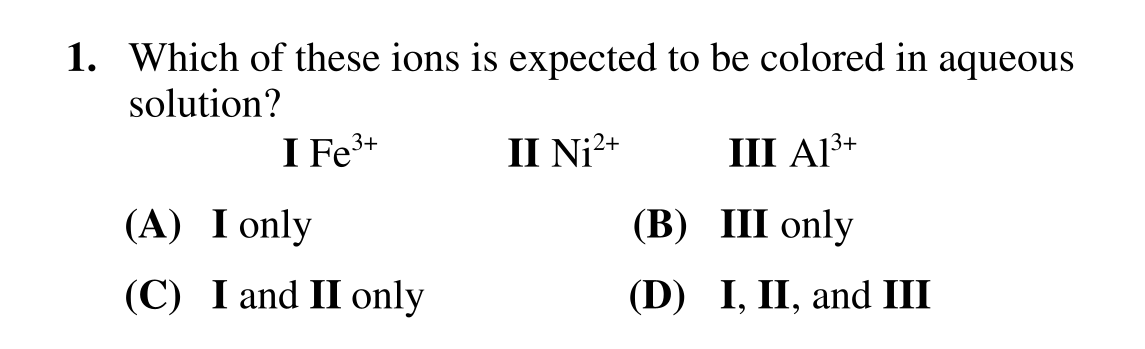 1. Which of these ions is expected to be colored in aqueous
solution?
I Fe³⁺ II Ni²⁺ III Al³⁺
(A) I only (B) III only
(C) I and II only (D) I, II, and III